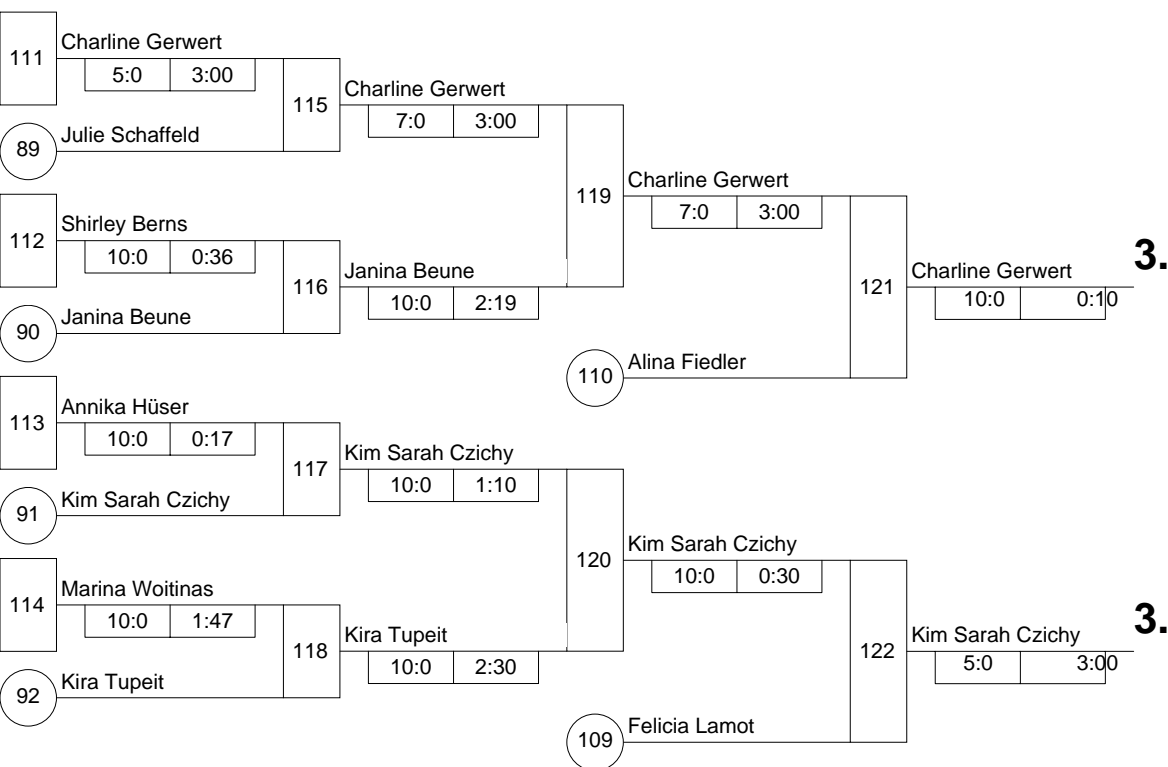 111
Charline Gerwert
5:0 3:00
115
Charline Gerwert
7:0 3:00
89
Julie Schaffeld
119
Charline Gerwert
7:0 3:00
112
Shirley Berns
10:0 0:36
116
Janina Beune
10:0 2:19
90
Janina Beune
121
Charline Gerwert
10:0 0:10
3.
110
Alina Fiedler
113
Annika Hüser
10:0 0:17
117
Kim Sarah Czichy
10:0 1:10
91
Kim Sarah Czichy
120
Kim Sarah Czichy
10:0 0:30
114
Marina Woitinas
10:0 1:47
118
Kira Tupeit
10:0 2:30
92
Kira Tupeit
122
Kim Sarah Czichy
5:0 3:00
3.
109
Felicia Lamot